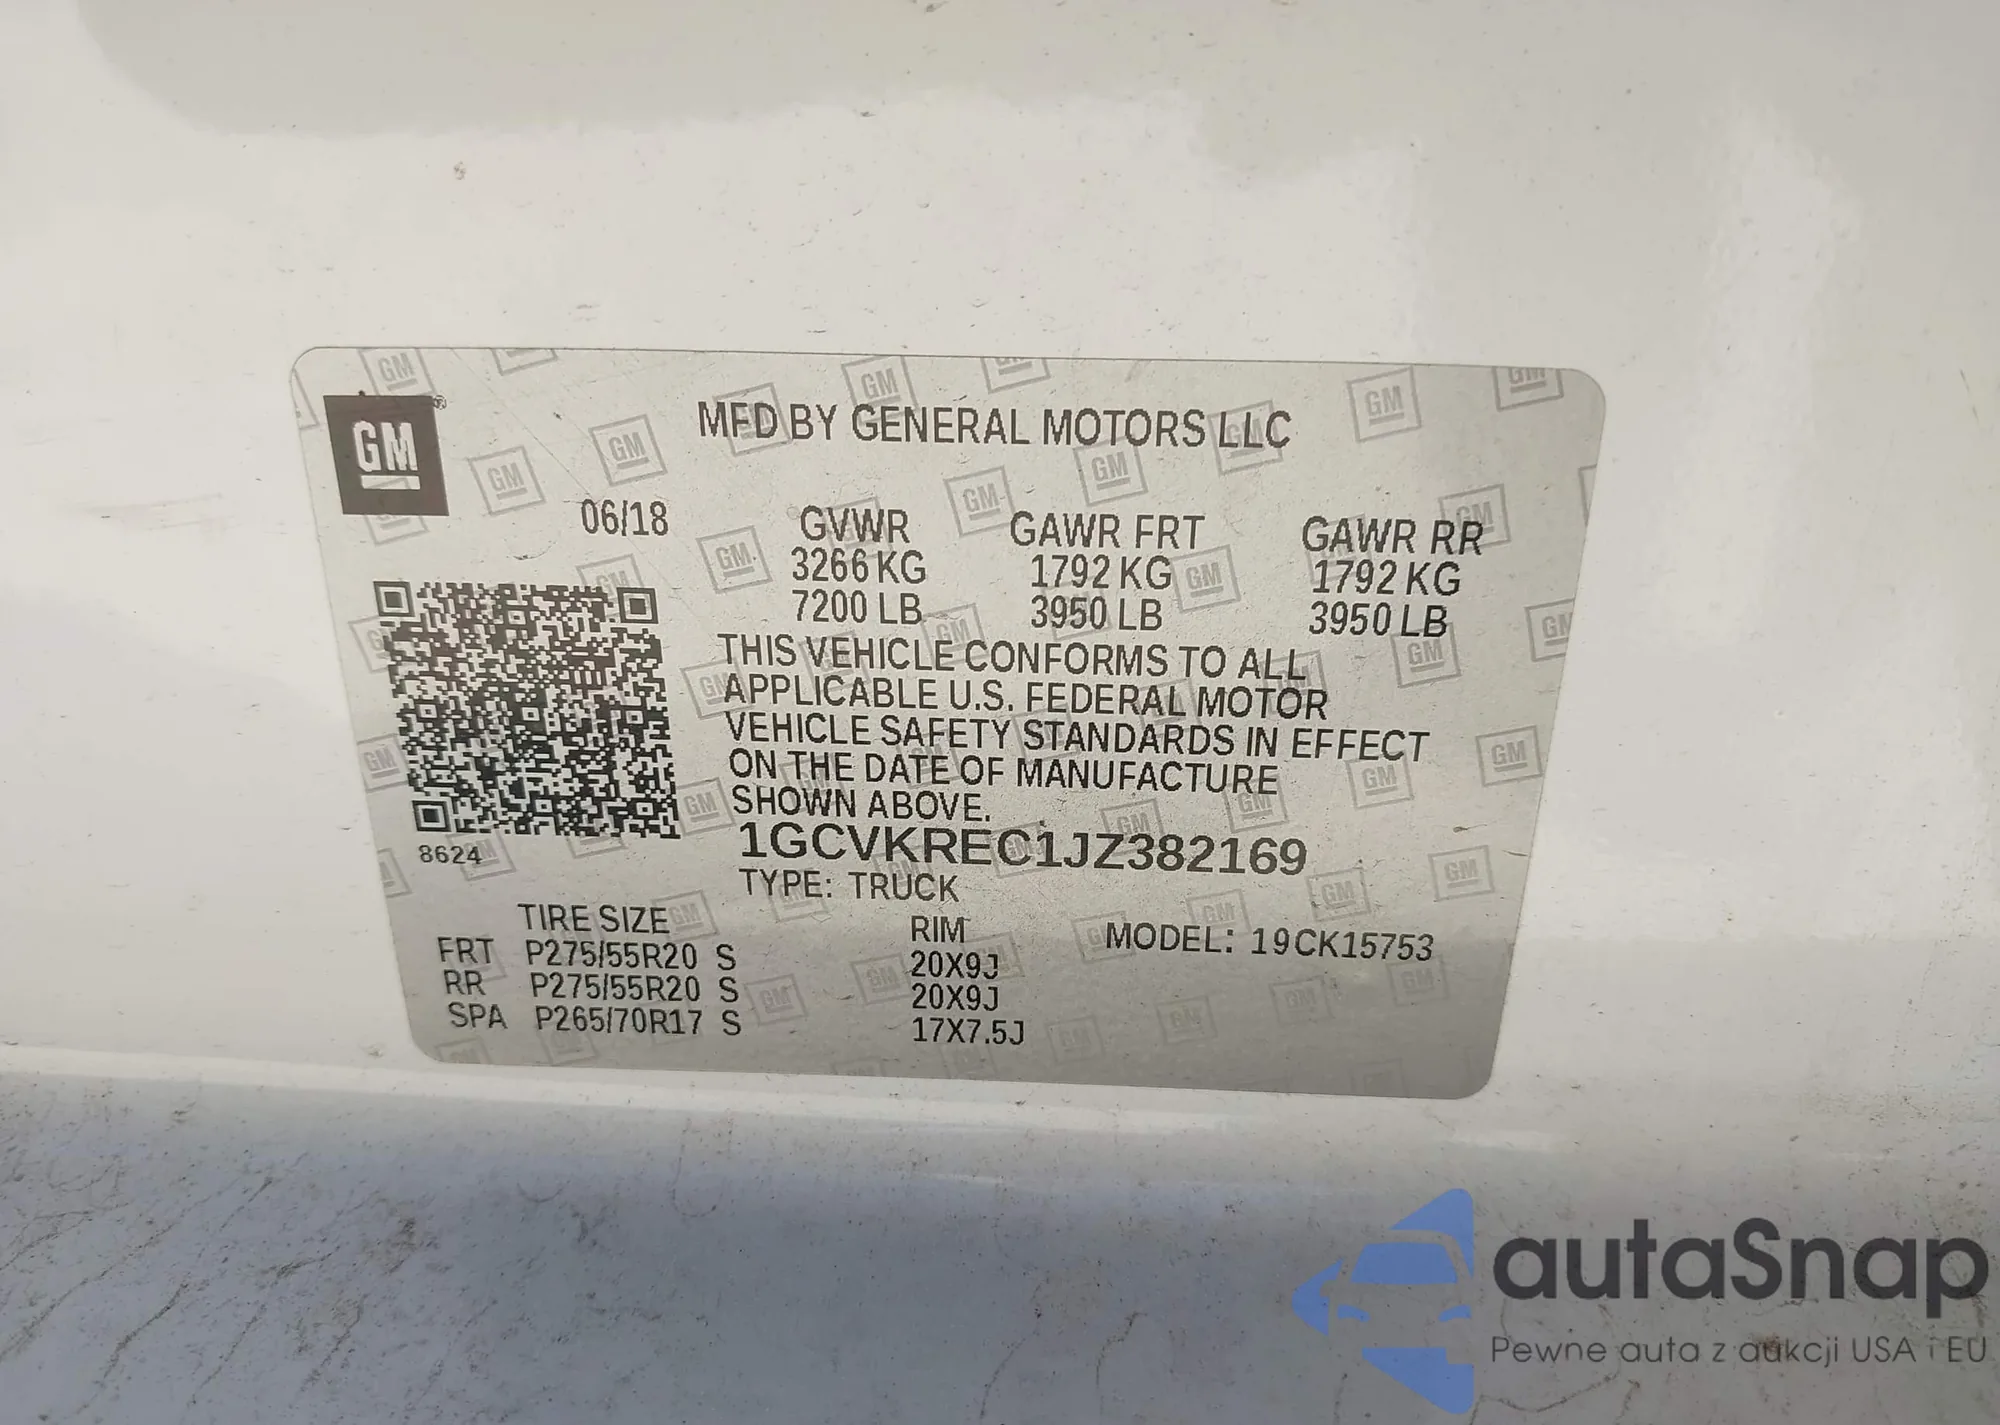 GM
MFD BY GENERAL MOTORS LLC
06/18 GVWR GAWR FRT GAWR RR
3266 KG 1792 KG 1792 KG
7200 LB 3950 LB 3950 LB
THIS VEHICLE CONFORMS TO ALL
APPLICABLE U.S. FEDERAL MOTOR
VEHICLE SAFETY STANDARDS IN EFFECT
ON THE DATE OF MANUFACTURE
SHOWN ABOVE.
8624
1GCVKREC1JZ382169
TYPE: TRUCK
TIRE SIZE RIM MODEL: 19CK15753
FRT P275/55R20 S 20X9J
RR P275/55R20 S 20X9J
SPA P265/70R17 S 17X7.5J
autaSnap
Pewne auta z aukcji USA i EU